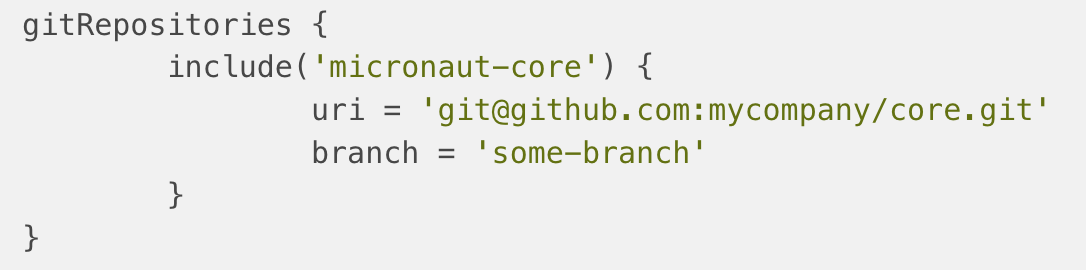 gitRepositories {
        include('micronaut-core') {
                uri = 'git@github.com:mycompany/core.git'
                branch = 'some-branch'
        }
}